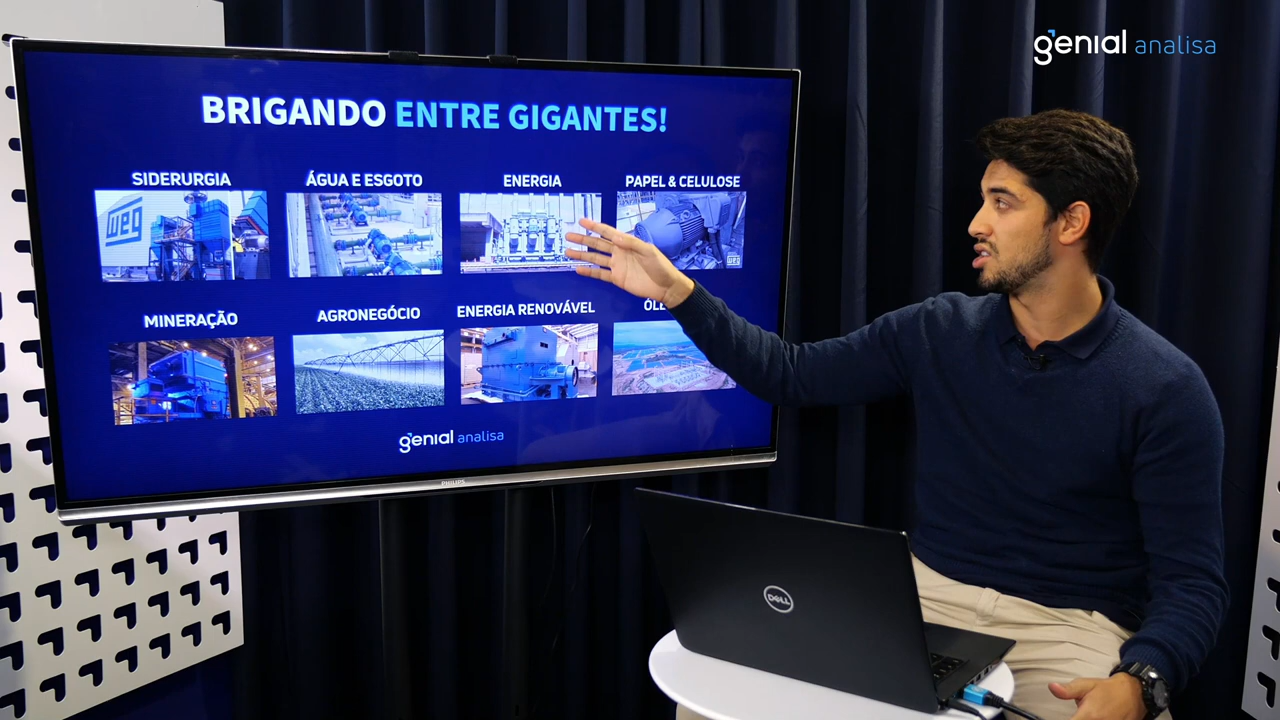 genial analisa
BRIGANDO ENTRE GIGANTES!
SIDERURGIA
ÁGUA E ESGOTO
ENERGIA
PAPEL & CELULOSE
WEG
MINERAÇÃO
AGRONEGÓCIO
ENERGIA RENOVÁVEL
genial analisa
PHILIPS
DELL